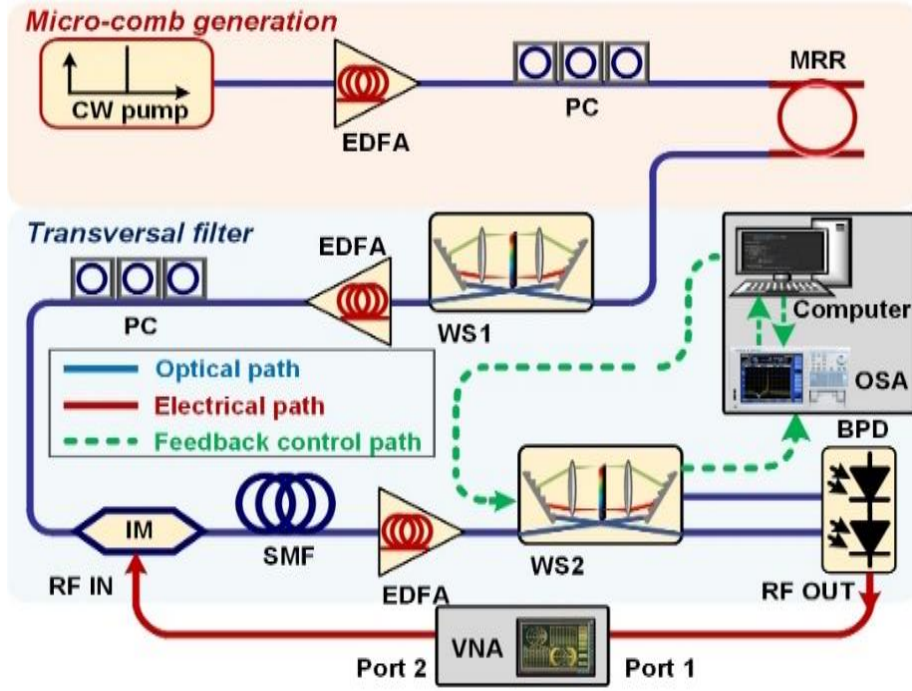 Micro-comb generation
CW pump
EDFA
PC
MRR
Transversal filter
PC
EDFA
WS1
Computer
OSA
Optical path
Electrical path
Feedback control path
BPD
IM
SMF
EDFA
WS2
RF IN
RF OUT
VNA
Port 2
Port 1